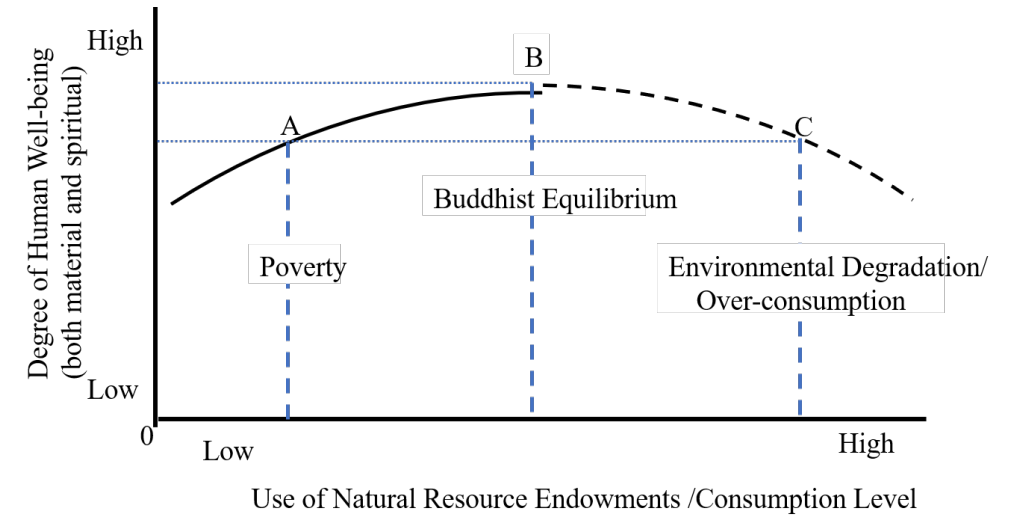 High
B
A
C
Degree of Human Well-being
(both material and spiritual)
Buddhist Equilibrium
Poverty
Environmental Degradation/
Over-consumption
Low
0
Low
High
Use of Natural Resource Endowments /Consumption Level